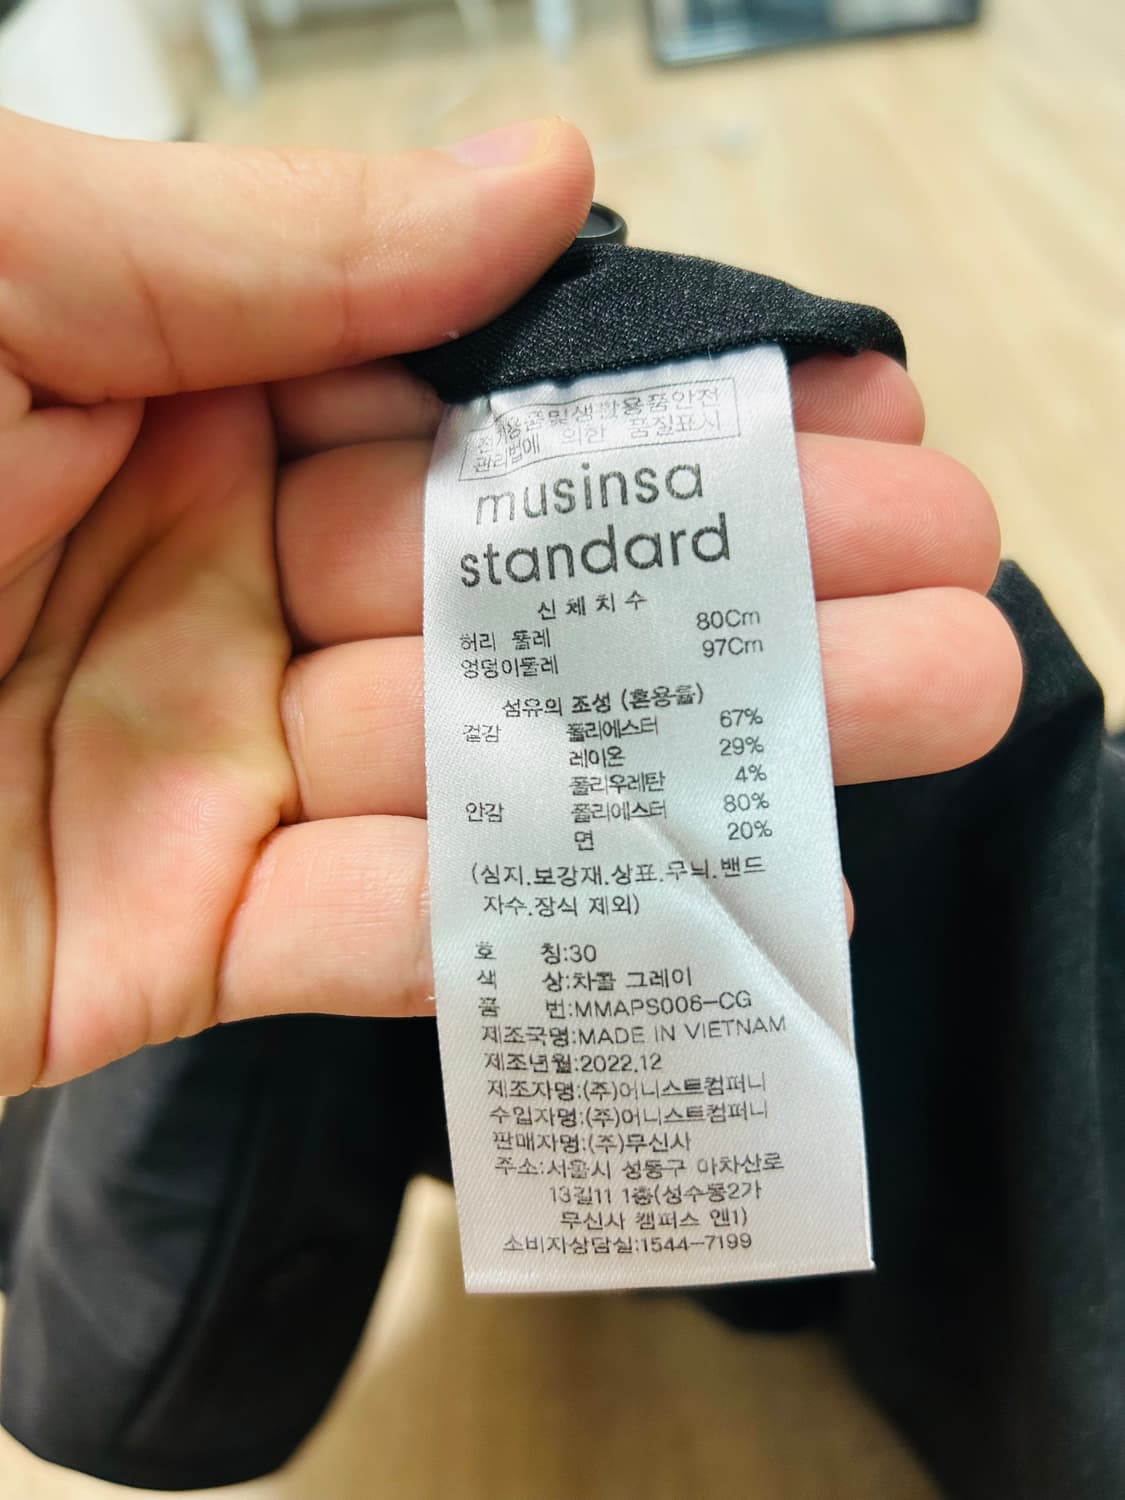 전기용품및생활용품안전
관리법에 의한 품질표시
musinsa
standard
신체치수
허리 둘레 80Cm
엉덩이둘레 97Cm
섬유의 조성 (혼용률)
겉감 폴리에스터 67%
레이온 29%
폴리우레탄 4%
안감 폴리에스터 80%
면 20%
(심지.보강재.상표.무늬.밴드
자수.장식 제외)
호 칭:30
색 상:차콜 그레이
품 번:MMAPS006-CG
제조국명:MADE IN VIETNAM
제조년월:2022.12
제조자명:(주)어니스트컴퍼니
수입자명:(주)어니스트컴퍼니
판매자명:(주)무신사
주소:서울시 성동구 아차산로
13길11 1층(성수동2가
무신사 캠퍼스 엔1)
소비자상담실:1544-7199